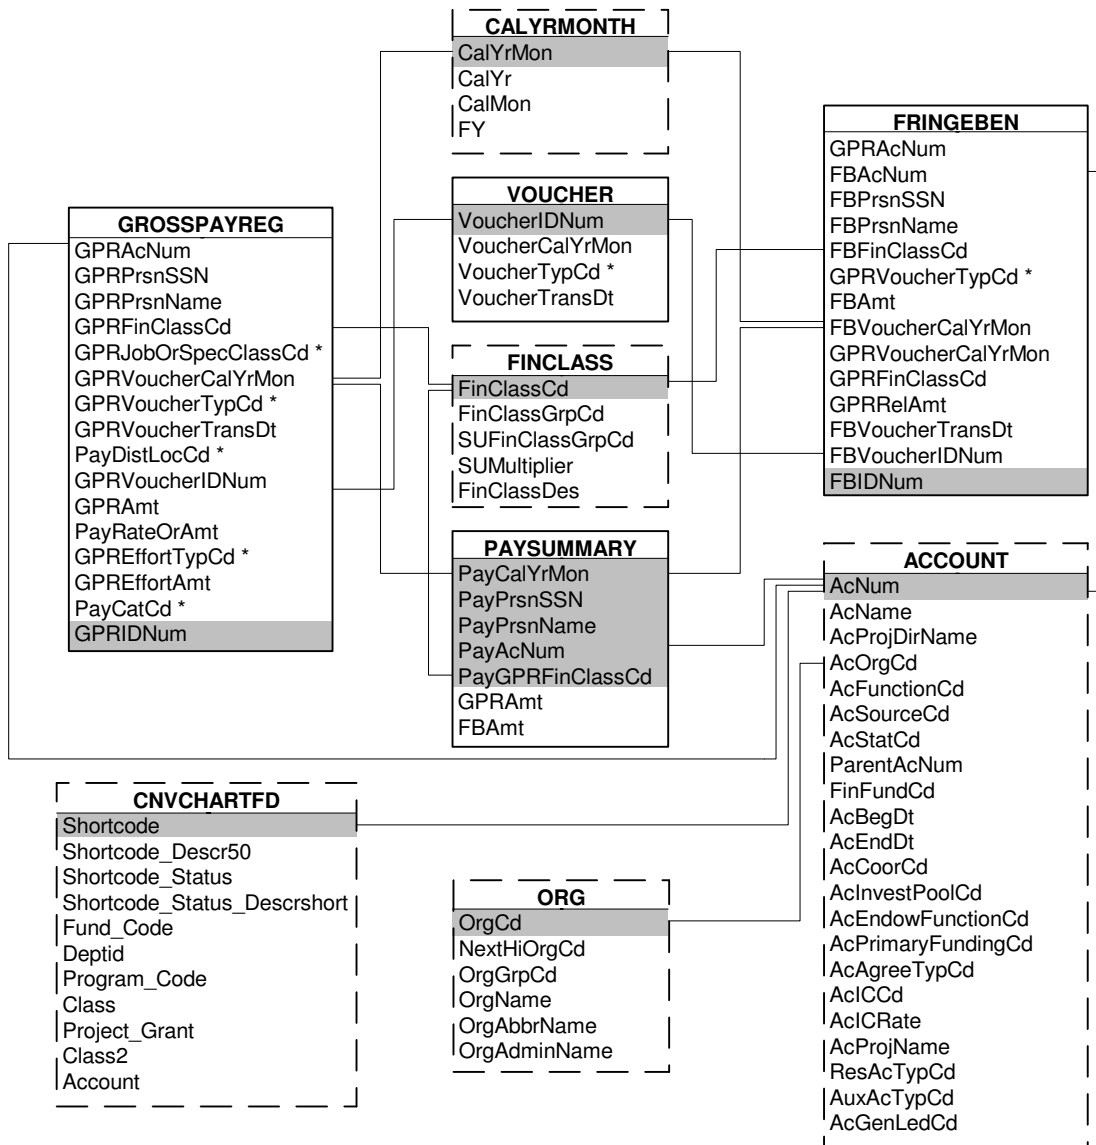 CALYRMONTH
CalYrMon
CalYr
CalMon
FY
VOUCHER
VoucherIDNum
VoucherCalYrMon
VoucherTypCd *
VoucherTransDt
FRINGEBEN
GPRAcNum
FBAcNum
FBPrsnSSN
FBPrsnName
FBFinClassCd
GPRVoucherTypCd *
FBAmt
FBVoucherCalYrMon
GPRVoucherCalYrMon
GPRFinClassCd
GPRRelAmt
FBVoucherTransDt
FBVoucherIDNum
FBIDNum
GROSSPAYREG
GPRAcNum
GPRPrsnSSN
GPRPrsnName
GPRFinClassCd
GPRJobOrSpecClassCd *
GPRVoucherCalYrMon
GPRVoucherTypCd *
GPRVoucherTransDt
PayDistLocCd *
GPRVoucherIDNum
GPRAmt
PayRateOrAmt
GPREffortTypCd *
GPREffortAmt
PayCatCd *
GPRIDNum
FINCLASS
FinClassCd
FinClassGrpCd
SUFinClassGrpCd
SUMultiplier
FinClassDes
PAYSUMMARY
PayCalYrMon
PayPrsnSSN
PayPrsnName
PayAcNum
PayGPRFinClassCd
GPRAmt
FBAmt
ACCOUNT
AcNum
AcName
AcProjDirName
AcOrgCd
AcFunctionCd
AcSourceCd
AcStatCd
ParentAcNum
FinFundCd
AcBegDt
AcEndDt
AcCoorCd
AcInvestPoolCd
AcEndowFunctionCd
AcPrimaryFundingCd
AcAgreeTypCd
AcICCd
AcICRate
AcProjName
ResAcTypCd
AuxAcTypCd
AcGenLedCd
CNVCHARTFD
Shortcode
Shortcode_Descr50
Shortcode_Status
Shortcode_Status_Descrshort
Fund_Code
Deptid
Program_Code
Class
Project_Grant
Class2
Account
ORG
OrgCd
NextHiOrgCd
OrgGrpCd
OrgName
OrgAbbrName
OrgAdminName